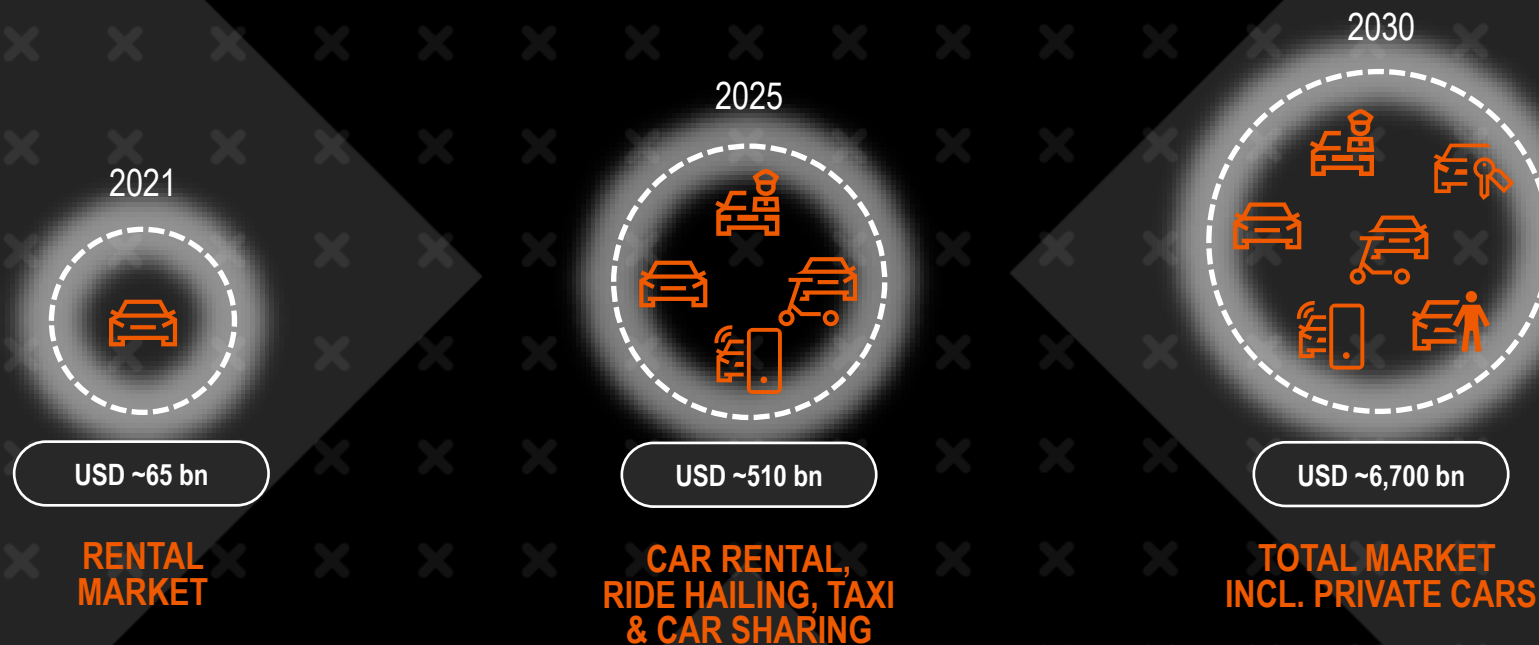 2021
USD ~65 bn
RENTAL
MARKET
2025
USD ~510 bn
CAR RENTAL,
RIDE HAILING, TAXI
& CAR SHARING
2030
USD ~6,700 bn
TOTAL MARKET
INCL. PRIVATE CARS